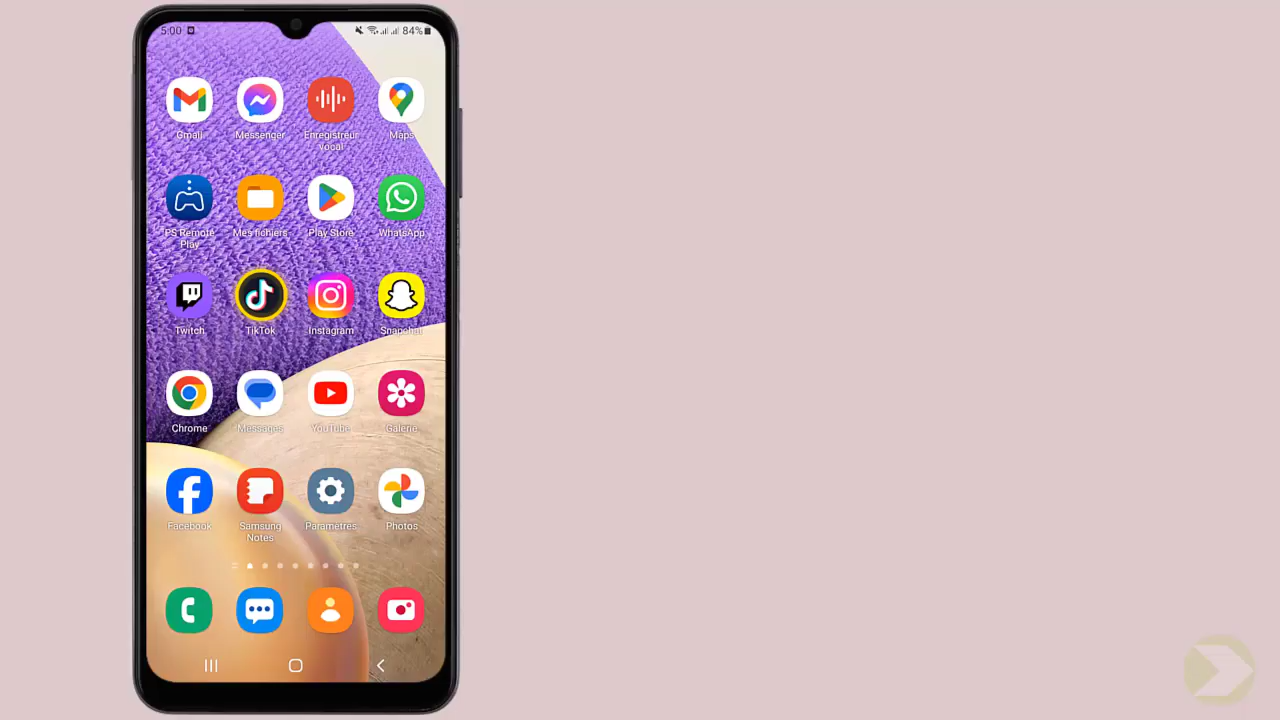 5:00 84%
Gmail Messenger Enregistreur vocal Maps
PS Remote Play Mes fichiers Play Store WhatsApp
Twitch TikTok Instagram Snapchat
Chrome Messages YouTube Galerie
Facebook Samsung Notes Paramètres Photos